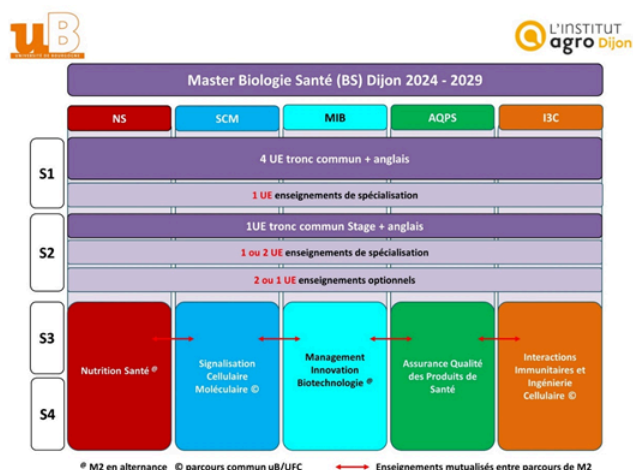 uB
UNIVERSITÉ DE BOURGOGNE
L'INSTITUT
agro Dijon
Master Biologie Santé (BS) Dijon 2024 - 2029
NS
SCM
MIB
AQPS
I3C
S1
4 UE tronc commun + anglais
1 UE enseignements de spécialisation
S2
1UE tronc commun Stage + anglais
1 ou 2 UE enseignements de spécialisation
2 ou 1 UE enseignements optionnels
S3
S4
Nutrition Santé @
Signalisation
Cellulaire
Moléculaire ©
Management
Innovation
Biotechnologie @
Assurance Qualité
des Produits de
Santé
Interactions
Immunitaires et
Ingénierie
Cellulaire ©
@ M2 en alternance © parcours commun uB/UFC
Enseignements mutualisés entre parcours de M2